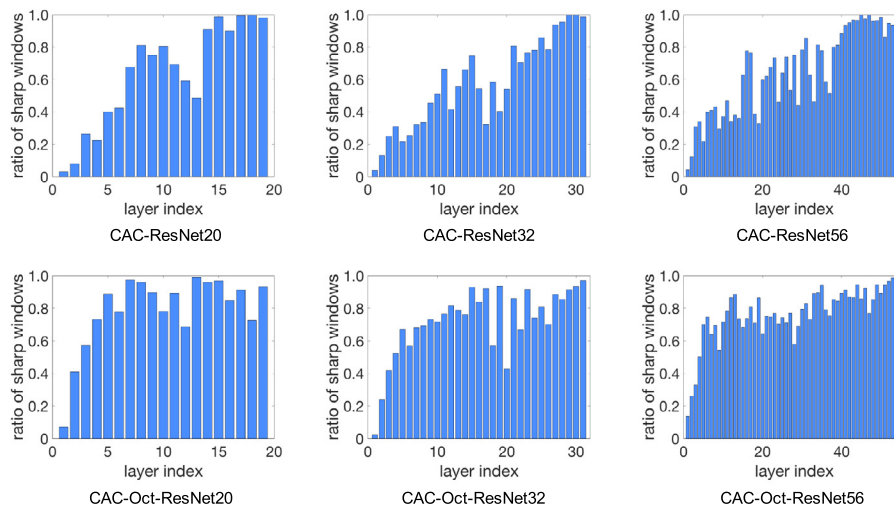 ratio of sharp windows
1.0
0.8
0.6
0.4
0.2
0
0 5 10 15 20
layer index
CAC-ResNet20
ratio of sharp windows
1.0
0.8
0.6
0.4
0.2
0
0 10 20 30
layer index
CAC-ResNet32
ratio of sharp windows
1.0
0.8
0.6
0.4
0.2
0
0 20 40
layer index
CAC-ResNet56
ratio of sharp windows
1.0
0.8
0.6
0.4
0.2
0
0 5 10 15 20
layer index
CAC-Oct-ResNet20
ratio of sharp windows
1.0
0.8
0.6
0.4
0.2
0
0 10 20 30
layer index
CAC-Oct-ResNet32
ratio of sharp windows
1.0
0.8
0.6
0.4
0.2
0
0 20 40
layer index
CAC-Oct-ResNet56